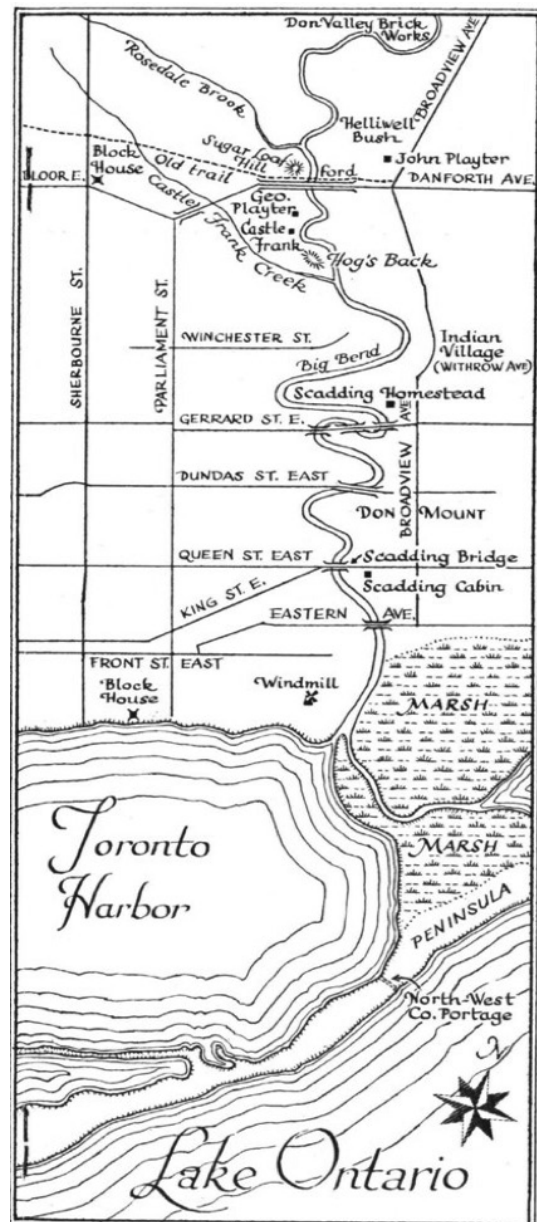 Don Valley Brick
Works
BROADVIEW AVE
Rosedale Brook
Helliwell
Bush
Sugar Loaf
Hill
John Playter
Block
House
Old trail
ford
BLOOR E.
DANFORTH AVE.
Castle Frank Creek
Geo.
Playter
Castle
Frank
Hog's Back
SHERBOURNE ST.
PARLIAMENT ST.
WINCHESTER ST.
Big Bend
Indian
Village
(WITHROW AVE)
Scadding Homestead
GERRARD ST. E.
BROADVIEW AVE
DUNDAS ST. EAST
DON MOUNT
QUEEN ST. EAST
Scadding Bridge
Scadding Cabin
KING ST. E.
EASTERN AVE.
FRONT ST. EAST
Block
House
Windmill
MARSH
Toronto
Harbor
MARSH
PENINSULA
North-West
Co. Portage
N
Lake Ontario